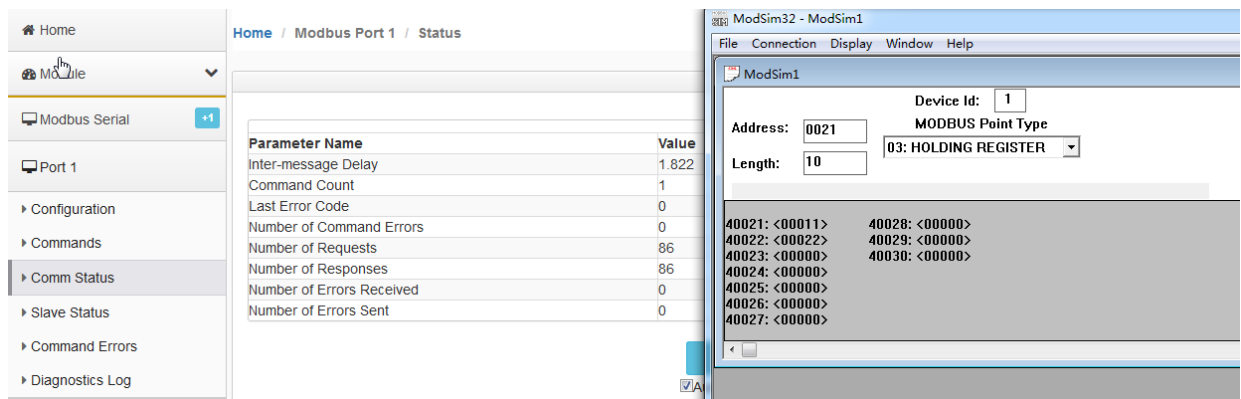 Home
Module
Modbus Serial +1
Port 1
Configuration
Commands
Comm Status
Slave Status
Command Errors
Diagnostics Log
Home / Modbus Port 1 / Status
Parameter Name Value
Inter-message Delay 1.822
Command Count 1
Last Error Code 0
Number of Command Errors 0
Number of Requests 86
Number of Responses 86
Number of Errors Received 0
Number of Errors Sent 0
ModSim32 - ModSim1
File Connection Display Window Help
ModSim1
Device Id: 1
Address: 0021 MODBUS Point Type
03: HOLDING REGISTER
Length: 10
40021: <00011> 40028: <00000>
40022: <00022> 40029: <00000>
40023: <00000> 40030: <00000>
40024: <00000>
40025: <00000>
40026: <00000>
40027: <00000>